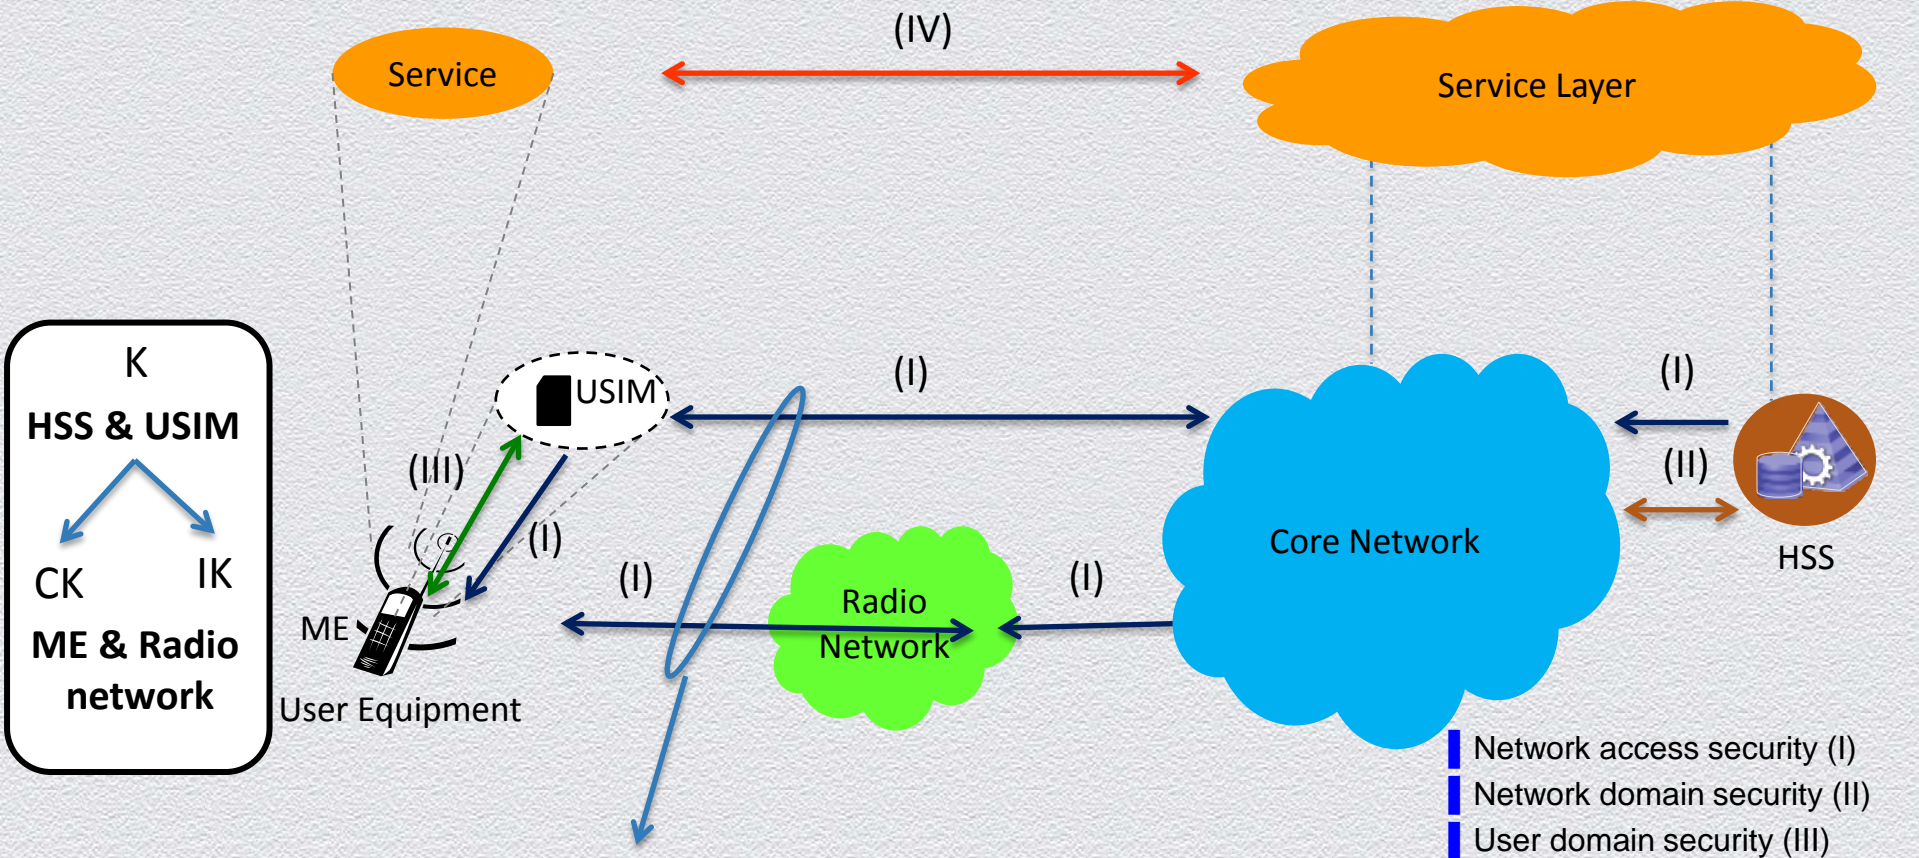 (IV)
Service
Service Layer
K
HSS & USIM
CK
IK
ME & Radio
network
USIM
(I)
(I)
(III)
(I)
(II)
(I)
(I)
Core Network
HSS
Radio
Network
ME
User Equipment
Network access security (I)
Network domain security (II)
User domain security (III)